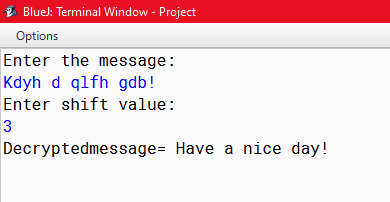 BlueJ: Terminal Window - Project
Options
Enter the message:
Kdyh d qlfh gdb!
Enter shift value:
3
Decryptedmessage= Have a nice day!